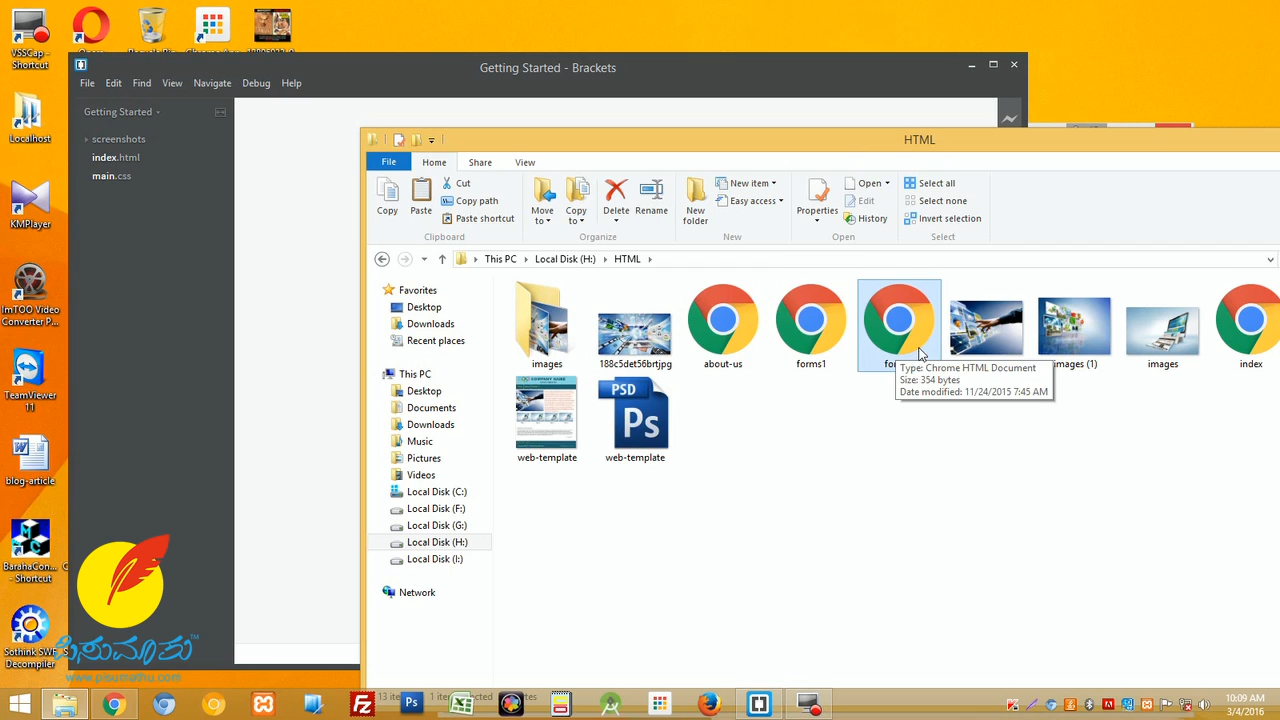 VSSCap -
Shortcut
Localhost
KMPlayer
ImTOO Video
Converter P...
TeamViewer
11
blog-article
BarahaCon...
- Shortcut
Sothink SWF
Decompiler
Getting Started - Brackets
File Edit Find View Navigate Debug Help
Getting Started
screenshots
index.html
main.css
HTML
File Home Share View
Copy
Paste
Cut
Copy path
Paste shortcut
Clipboard
Move
to
Copy
to
Delete
Rename
Organize
New
folder
New item
Easy access
New
Properties
Open
Edit
History
Open
Select all
Select none
Invert selection
Select
This PC Local Disk (H:) HTML
Favorites
Desktop
Downloads
Recent places
This PC
Desktop
Documents
Downloads
Music
Pictures
Videos
Local Disk (C:)
Local Disk (F:)
Local Disk (G:)
Local Disk (H:)
Local Disk (I:)
Network
images
188c5det56brtjpg
about-us
forms1
images (1)
images
index
Type: Chrome HTML Document
Size: 354 bytes
Date modified: 11/24/2015 7:45 AM
COMPANY NAME
PSD
Ps
web-template
web-template
ಪಿಸುಮಾತು™
www.pisumathu.com
Ps
10:09 AM
3/4/2016